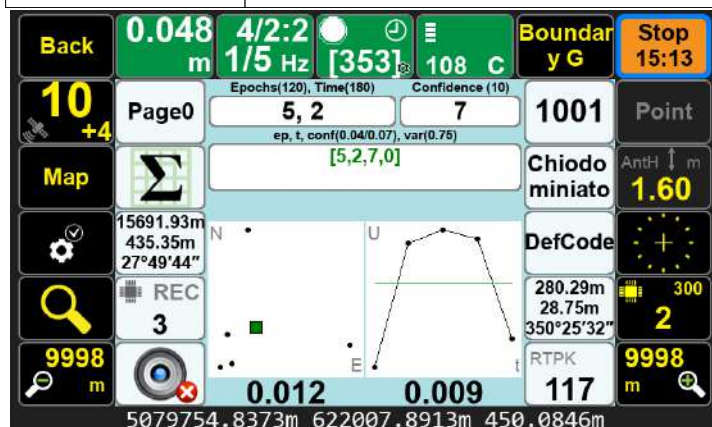 Back
0.048
m
4/2:2
1/5 Hz
[353]
108 C
Boundar
y G
Stop
15:13
10
+4
Page0
Epochs(120), Time(180)
Confidence (10)
5, 2
7
1001
Point
ep, t, conf(0.04/0.07), var(0.75)
[5,2,7,0]
Map
Σ
Chiodo
miniato
AntH m
1.60
15691.93m
435.35m
27°49'44"
N
U
DefCode
REC
3
280.29m
28.75m
350°25'32"
300
2
9998
m
E
t
0.012
0.009
RTPK
117
9998
m
5079754.8373m 622007.8913m 450.0846m